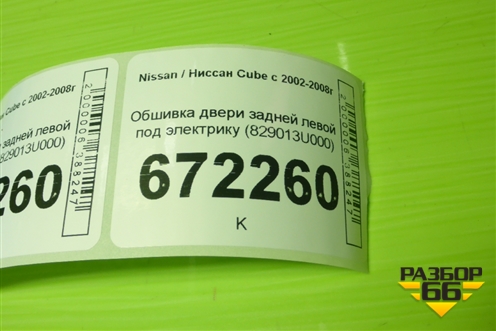 Cube с 2002-2008г
задней левой
829013U000)
260
Nissan / Ниссан Cube с 2002-2008г
Обшивка двери задней левой
под электрику (829013U000)
672260
К
РАЗБОР
66